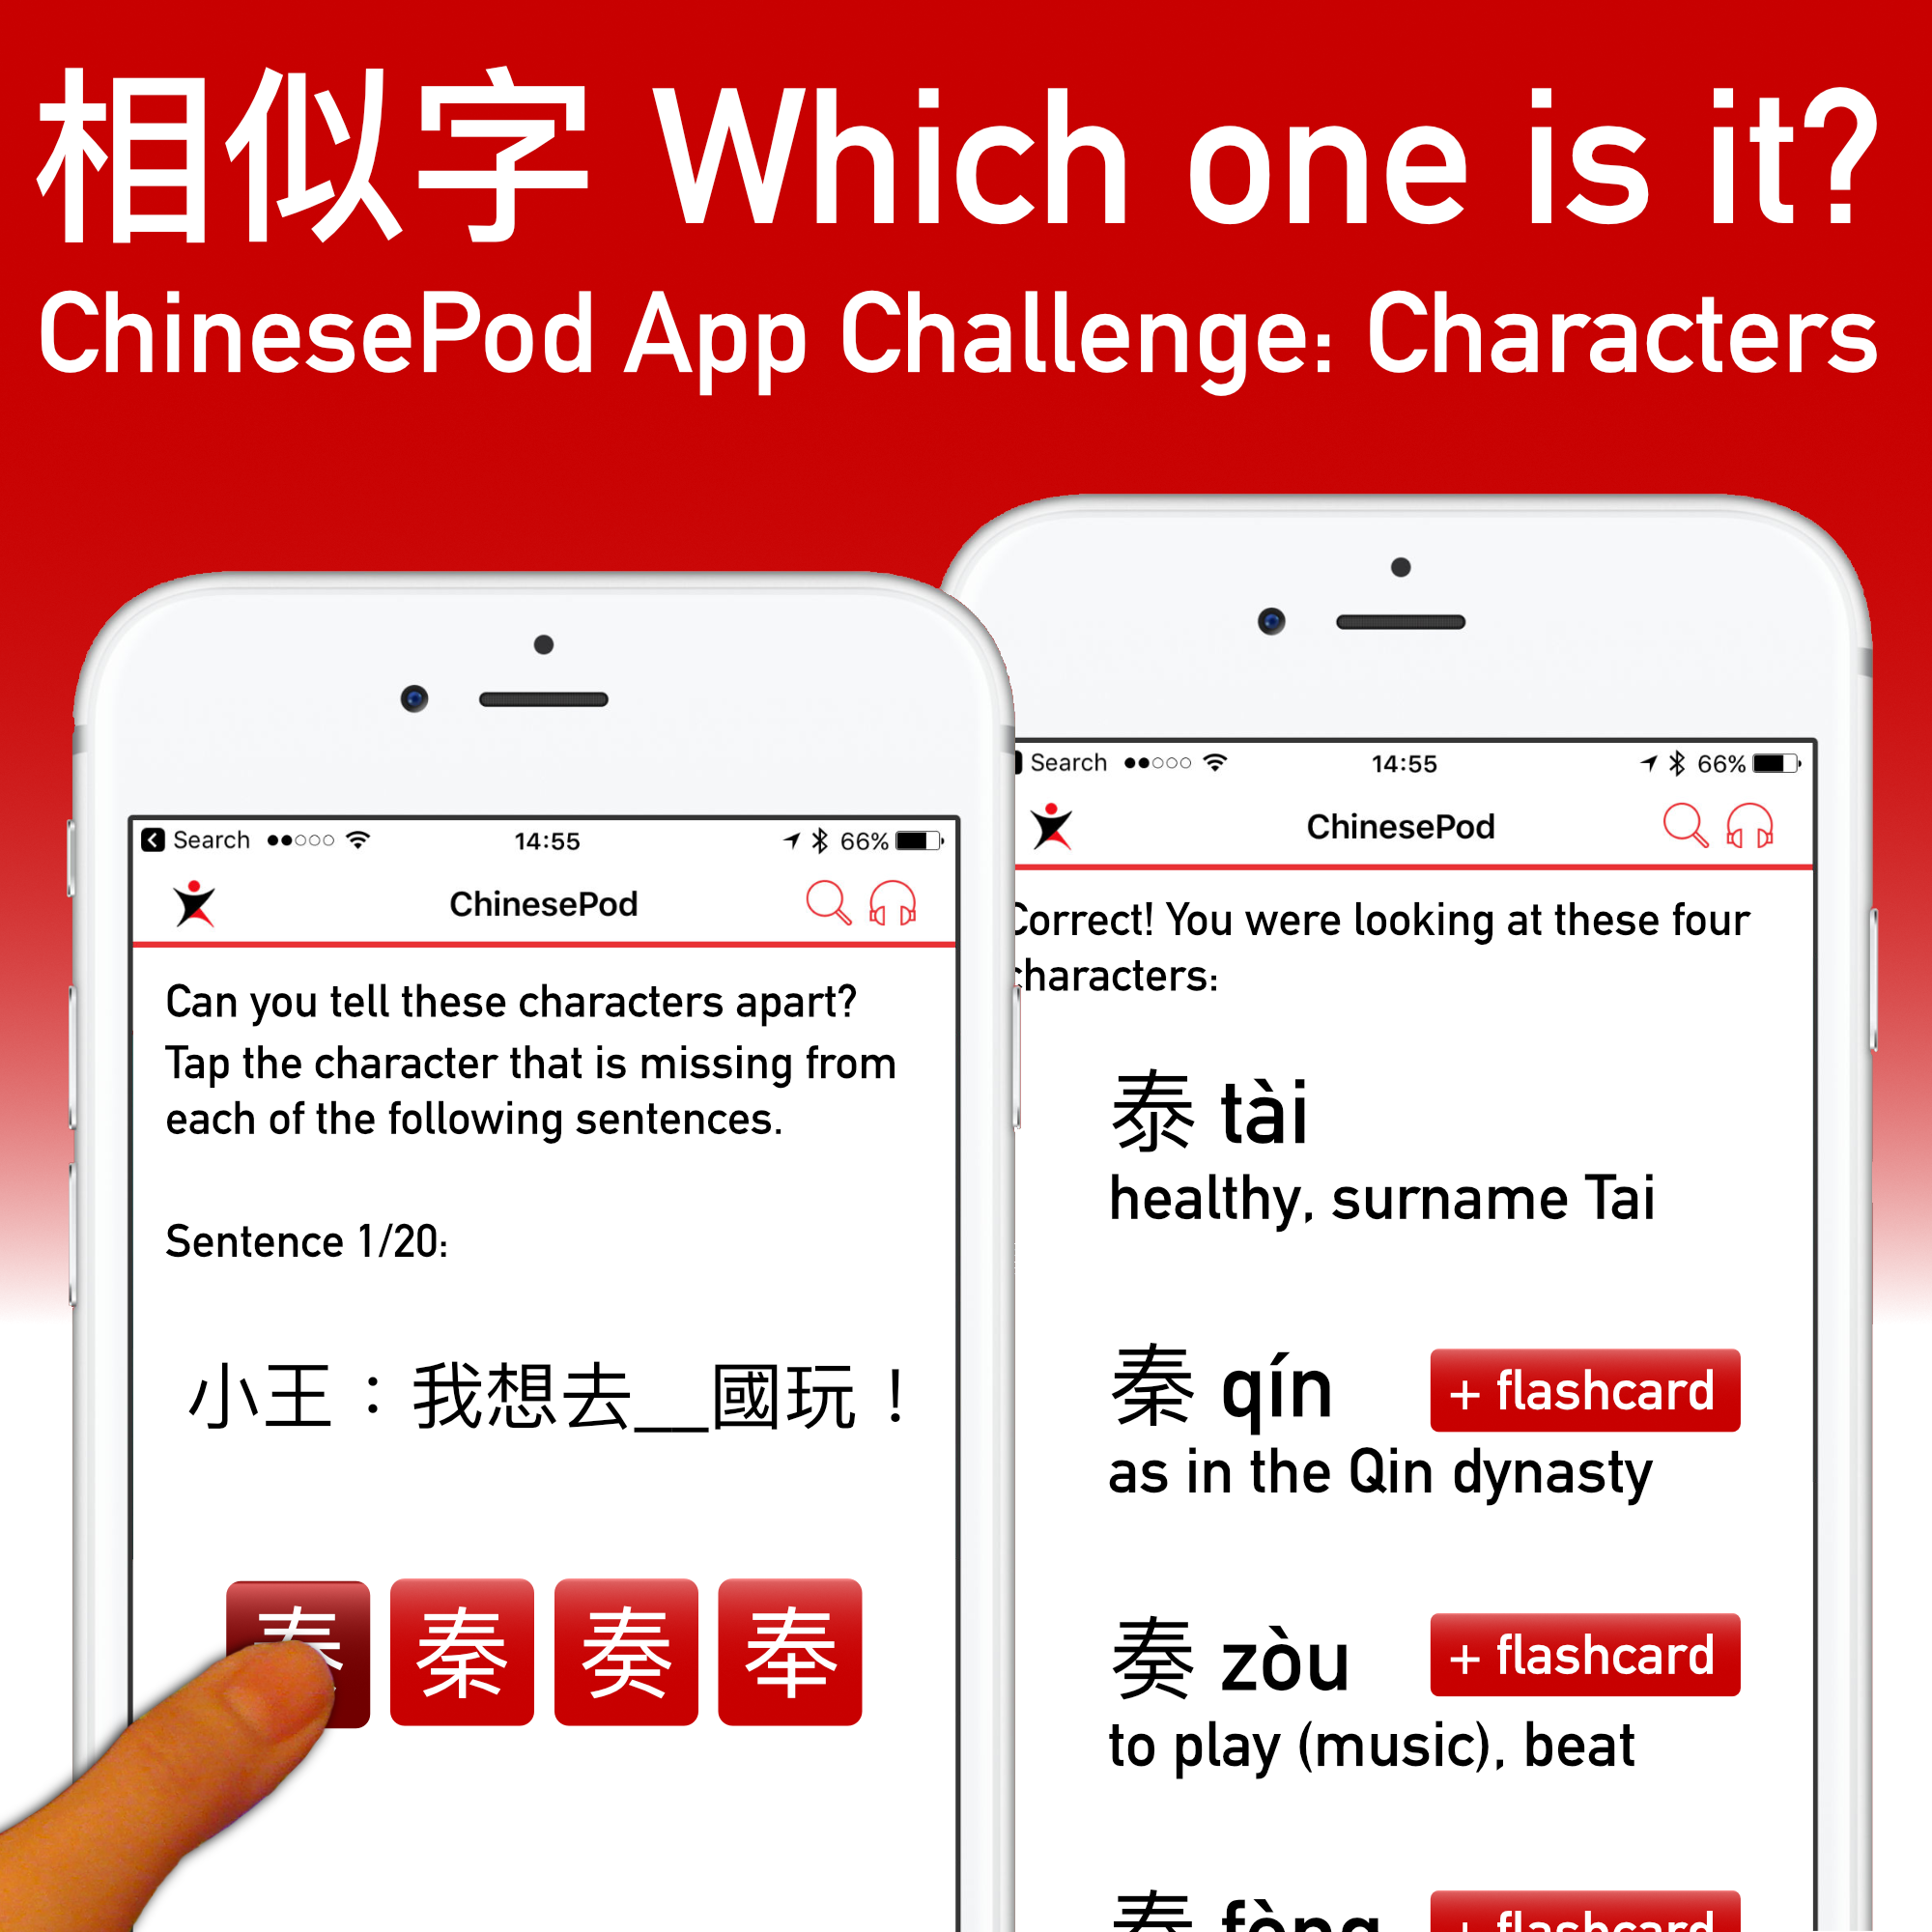 相似字 Which one is it?
ChinesePod App Challenge: Characters
Search 14:55 66%
ChinesePod
Can you tell these characters apart?
Tap the character that is missing from
each of the following sentences.
Sentence 1/20:
小王：我想去__國玩！
秦 奏 奉
Search 14:55 66%
ChinesePod
Correct! You were looking at these four
characters:
泰 tài
healthy, surname Tai
秦 qín
+ flashcard
as in the Qin dynasty
奏 zòu
+ flashcard
to play (music), beat
fèng
+ flashcard